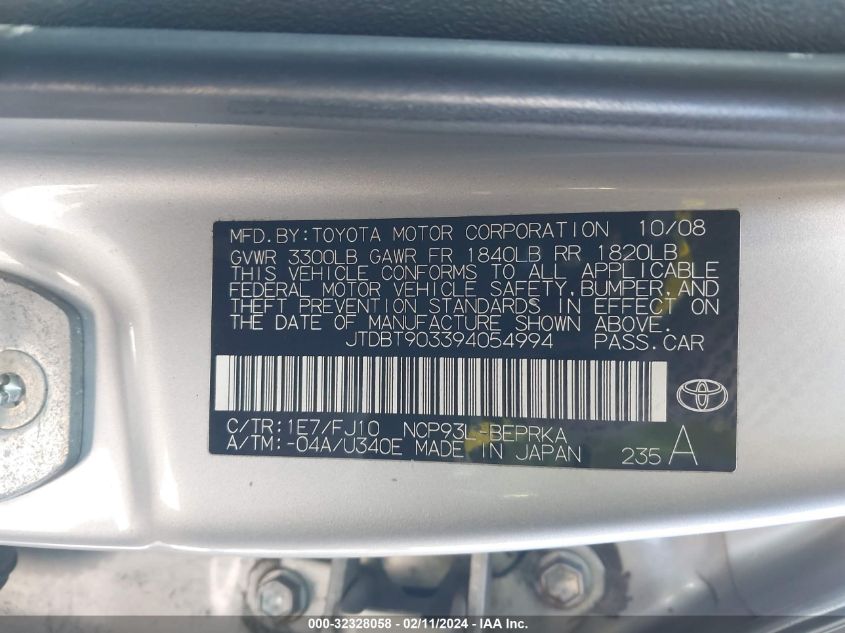 MFD.BY:TOYOTA MOTOR CORPORATION 10/08
GVWR 3300LB GAWR FR 1840LB RR 1820LB
THIS VEHICLE CONFORMS TO ALL APPLICABLE
FEDERAL MOTOR VEHICLE SAFETY, BUMPER, AND
THEFT PREVENTION STANDARDS IN EFFECT ON
THE DATE OF MANUFACTURE SHOWN ABOVE.
JTDBT903394054994 PASS.CAR
C/TR:1E7/FJ10 NCP93L-BEPRKA
A/TM:-04A/U340E MADE IN JAPAN 235 A
000-32328058 - 02/11/2024 - IAAI.com